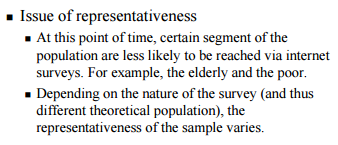 ▪ Issue of representativeness
▪ At this point of time, certain segment of the
population are less likely to be reached via internet
surveys. For example, the elderly and the poor.
▪ Depending on the nature of the survey (and thus
different theoretical population), the
representativeness of the sample varies.